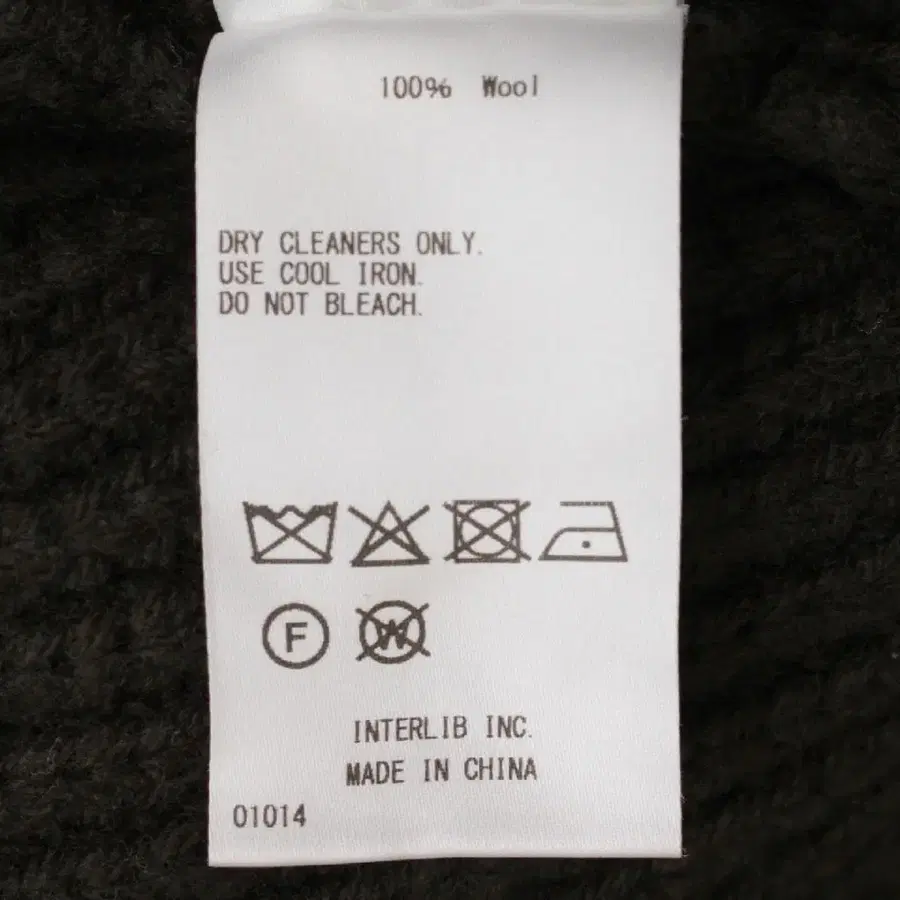 100% Wool
DRY CLEANERS ONLY.
USE COOL IRON.
DO NOT BLEACH.
F W
INTERLIB INC.
MADE IN CHINA
01014